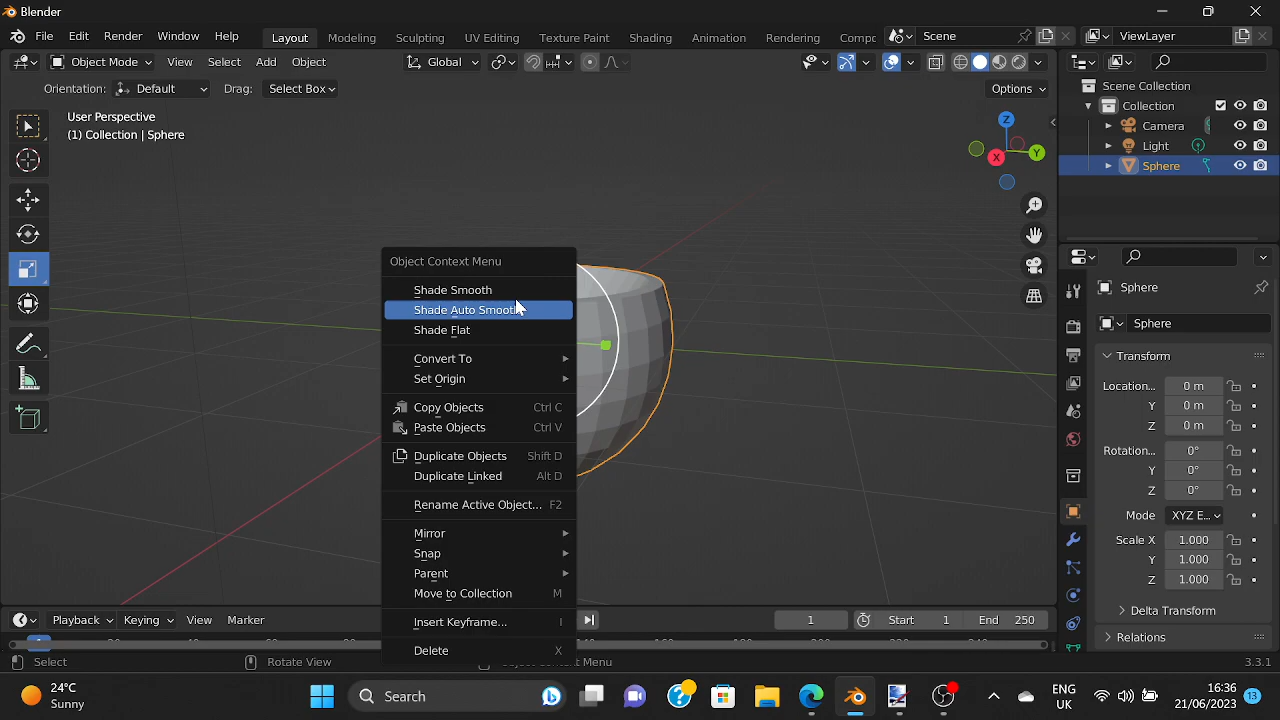 Blender
File Edit Render Window Help Layout Modeling Sculpting UV Editing Texture Paint Shading Animation Rendering Compc Scene ViewLayer
Object Mode View Select Add Object Global
Orientation: Default Drag: Select Box Options
User Perspective
(1) Collection | Sphere
Z
Y
X
Scene Collection
Collection
Camera
Light
Sphere
Object Context Menu
Shade Smooth
Shade Auto Smooth
Shade Flat
Convert To
Set Origin
Copy Objects Ctrl C
Paste Objects Ctrl V
Duplicate Objects Shift D
Duplicate Linked Alt D
Rename Active Object... F2
Mirror
Snap
Parent
Move to Collection M
Insert Keyframe... I
Delete X
Sphere
Sphere
Transform
Location... 0 m
Y 0 m
Z 0 m
Rotation... 0°
Y 0°
Z 0°
Mode XYZ E...
Scale X 1.000
Y 1.000
Z 1.000
Delta Transform
Relations
Playback Keying View Marker 1 Start 1 End 250
Select Rotate View Object Context Menu 3.3.1
24°C
Sunny
Search
ENG
UK
16:36
21/06/2023
13